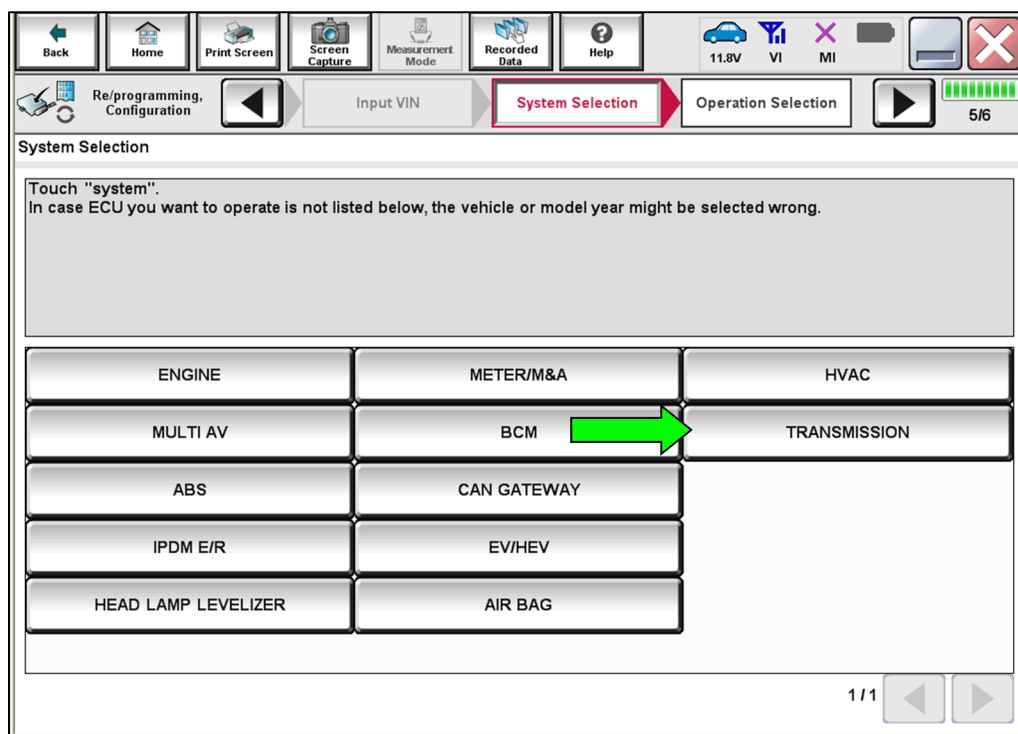 Back
Home
Print Screen
Screen
Capture
Measurement
Mode
Recorded
Data
Help
11.8V
VI
MI
Re/programming,
Configuration
Input VIN
System Selection
Operation Selection
5/6
System Selection
Touch "system".
In case ECU you want to operate is not listed below, the vehicle or model year might be selected wrong.
ENGINE
METER/M&A
HVAC
MULTI AV
BCM
TRANSMISSION
ABS
CAN GATEWAY
IPDM E/R
EV/HEV
HEAD LAMP LEVELIZER
AIR BAG
1/1